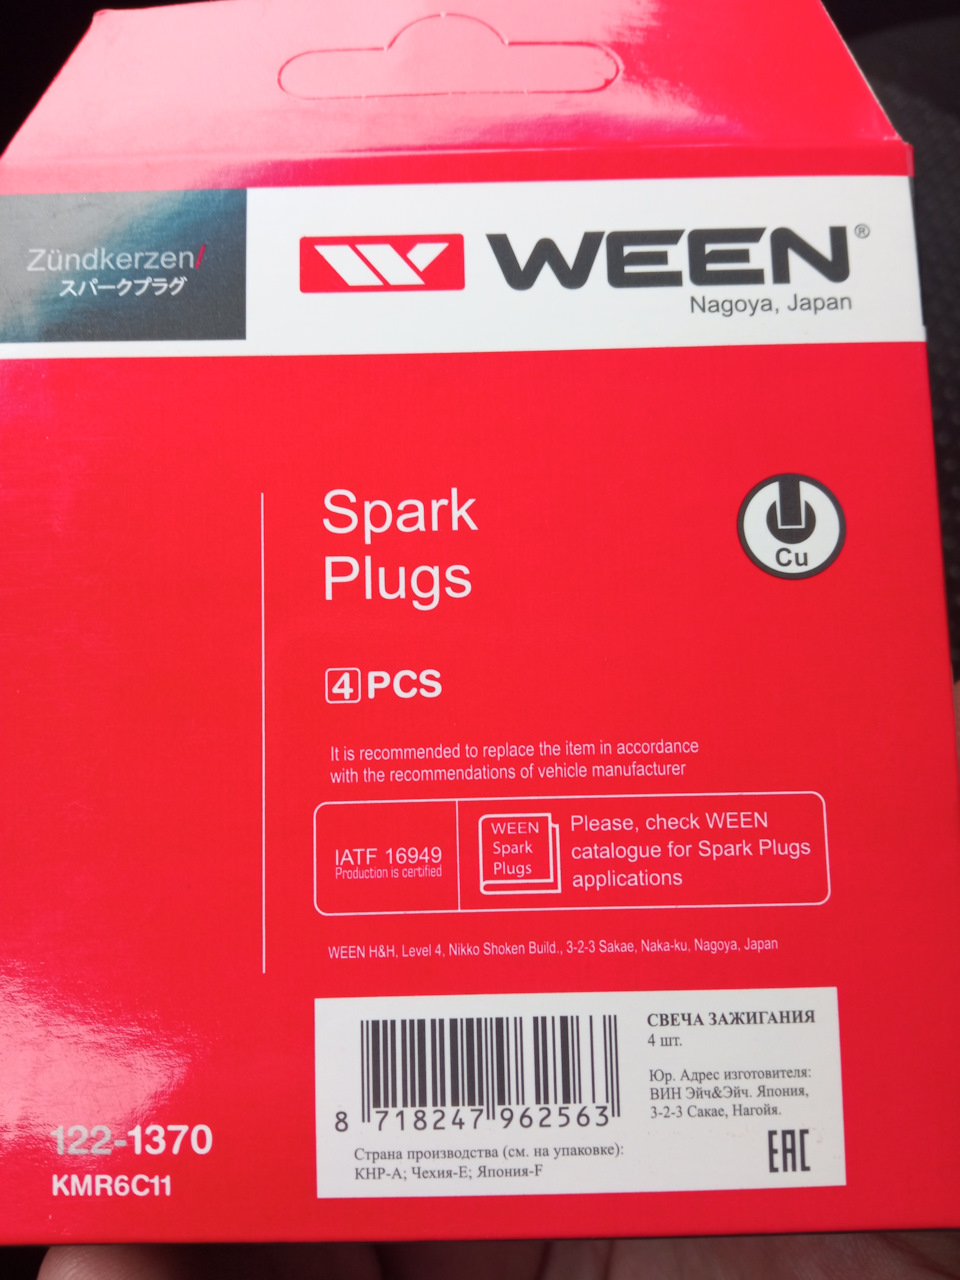 Zündkerzen/
スパークプラグ
WEEN®
Nagoya, Japan
Spark
Plugs
Cu
4 PCS
It is recommended to replace the item in accordance
with the recommendations of vehicle manufacturer
IATF 16949
Production is certified
WEEN
Spark
Plugs
Please, check WEEN
catalogue for Spark Plugs
applications
WEEN H&H, Level 4, Nikko Shoken Build., 3-2-3 Sakae, Naka-ku, Nagoya, Japan
122-1370
KMR6C11
8 718247 962563
Страна производства (см. на упаковке):
КНР-A; Чехия-E; Япония-F
СВЕЧА ЗАЖИГАНИЯ
4 шт.
Юр. Адрес изготовителя:
ВИН Эйч&Эйч. Япония,
3-2-3 Сакае, Нагойя.
EAC